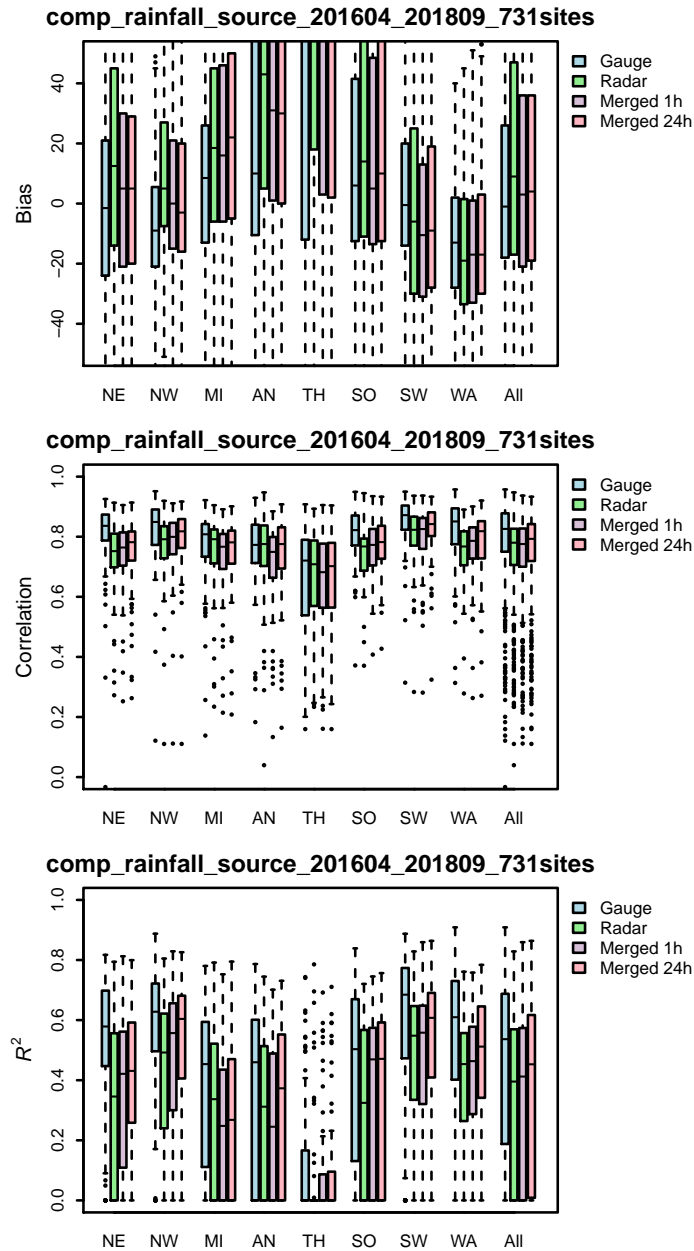 comp_rainfall_source_201604_201809_731sites
Gauge
Radar
Merged 1h
Merged 24h
Bias
40
20
0
−20
−40
NE NW MI AN TH SO SW WA All
comp_rainfall_source_201604_201809_731sites
Gauge
Radar
Merged 1h
Merged 24h
Correlation
1.0
0.8
0.6
0.4
0.2
0.0
NE NW MI AN TH SO SW WA All
comp_rainfall_source_201604_201809_731sites
Gauge
Radar
Merged 1h
Merged 24h
R²
1.0
0.8
0.6
0.4
0.2
0.0
NE NW MI AN TH SO SW WA All